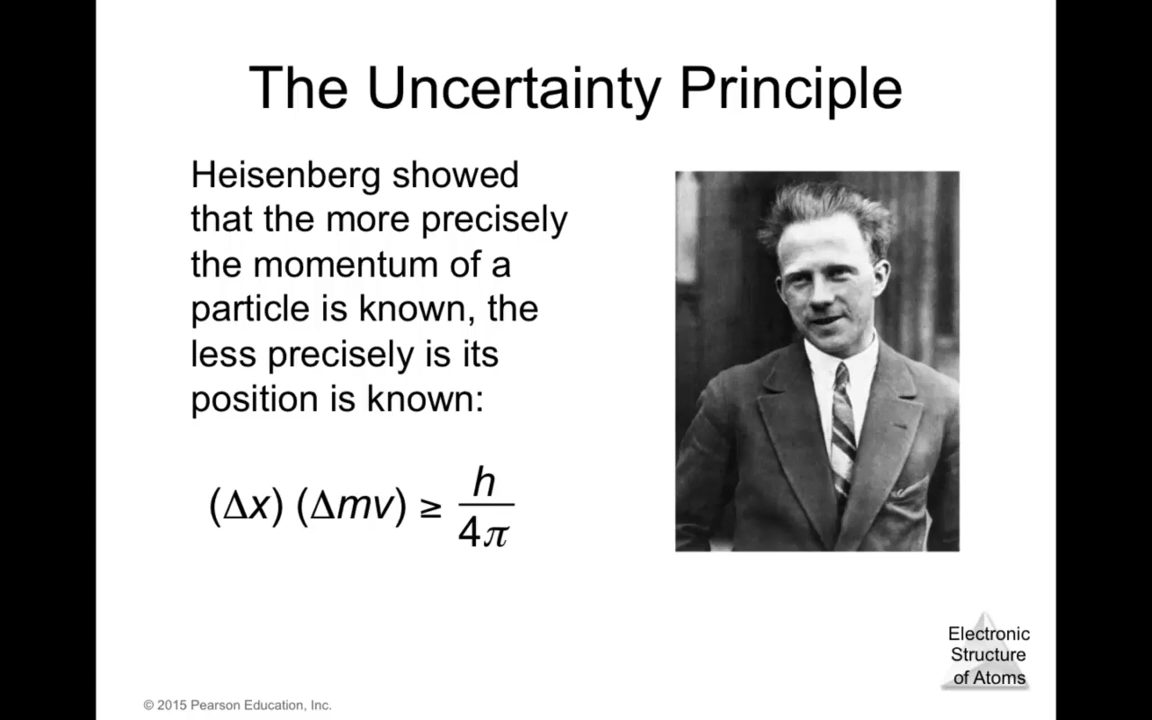 The Uncertainty Principle
Heisenberg showed
that the more precisely
the momentum of a
particle is known, the
less precisely is its
position is known:
(Δx) (Δmv) ≥ h/4π
Electronic
Structure
of Atoms
© 2015 Pearson Education, Inc.